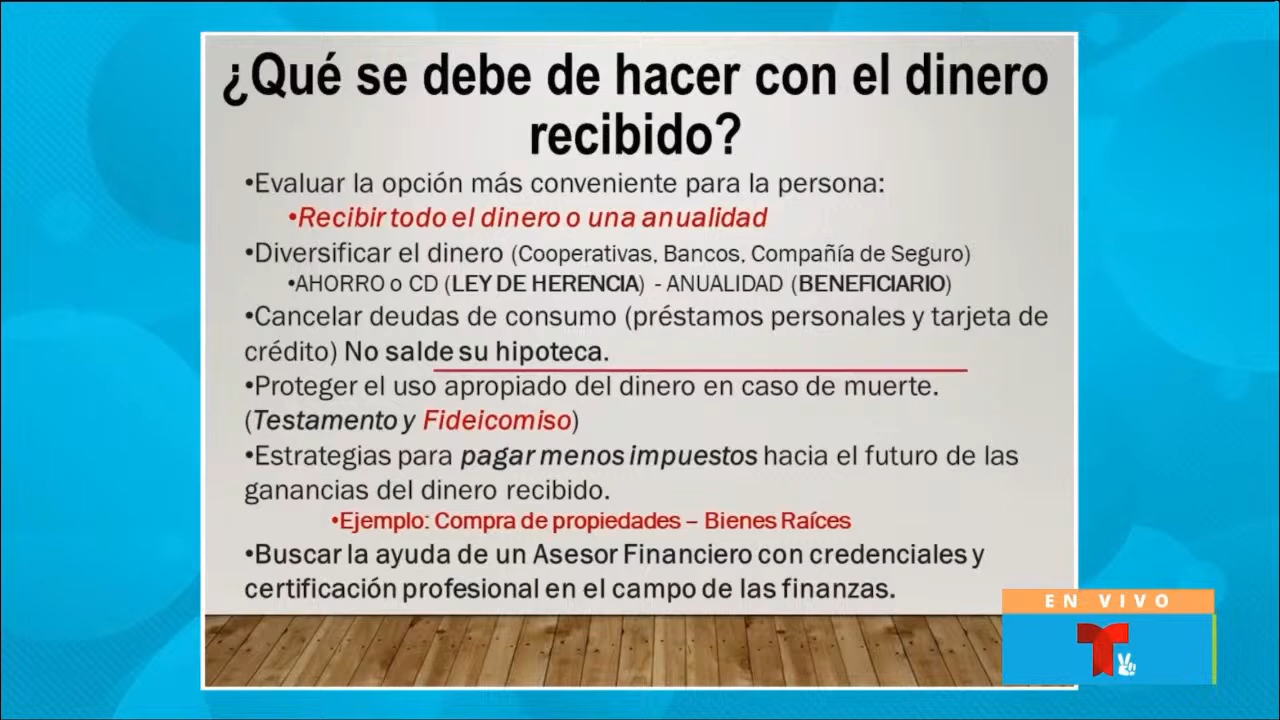 ¿Qué se debe de hacer con el dinero
recibido?
•Evaluar la opción más conveniente para la persona:
•Recibir todo el dinero o una anualidad
•Diversificar el dinero (Cooperativas, Bancos, Compañía de Seguro)
•AHORRO o CD (LEY DE HERENCIA) - ANUALIDAD (BENEFICIARIO)
•Cancelar deudas de consumo (préstamos personales y tarjeta de
crédito) No salde su hipoteca.
•Proteger el uso apropiado del dinero en caso de muerte.
(Testamento y Fideicomiso)
•Estrategias para pagar menos impuestos hacia el futuro de las
ganancias del dinero recibido.
•Ejemplo: Compra de propiedades – Bienes Raíces
•Buscar la ayuda de un Asesor Financiero con credenciales y
certificación profesional en el campo de las finanzas.
EN VIVO